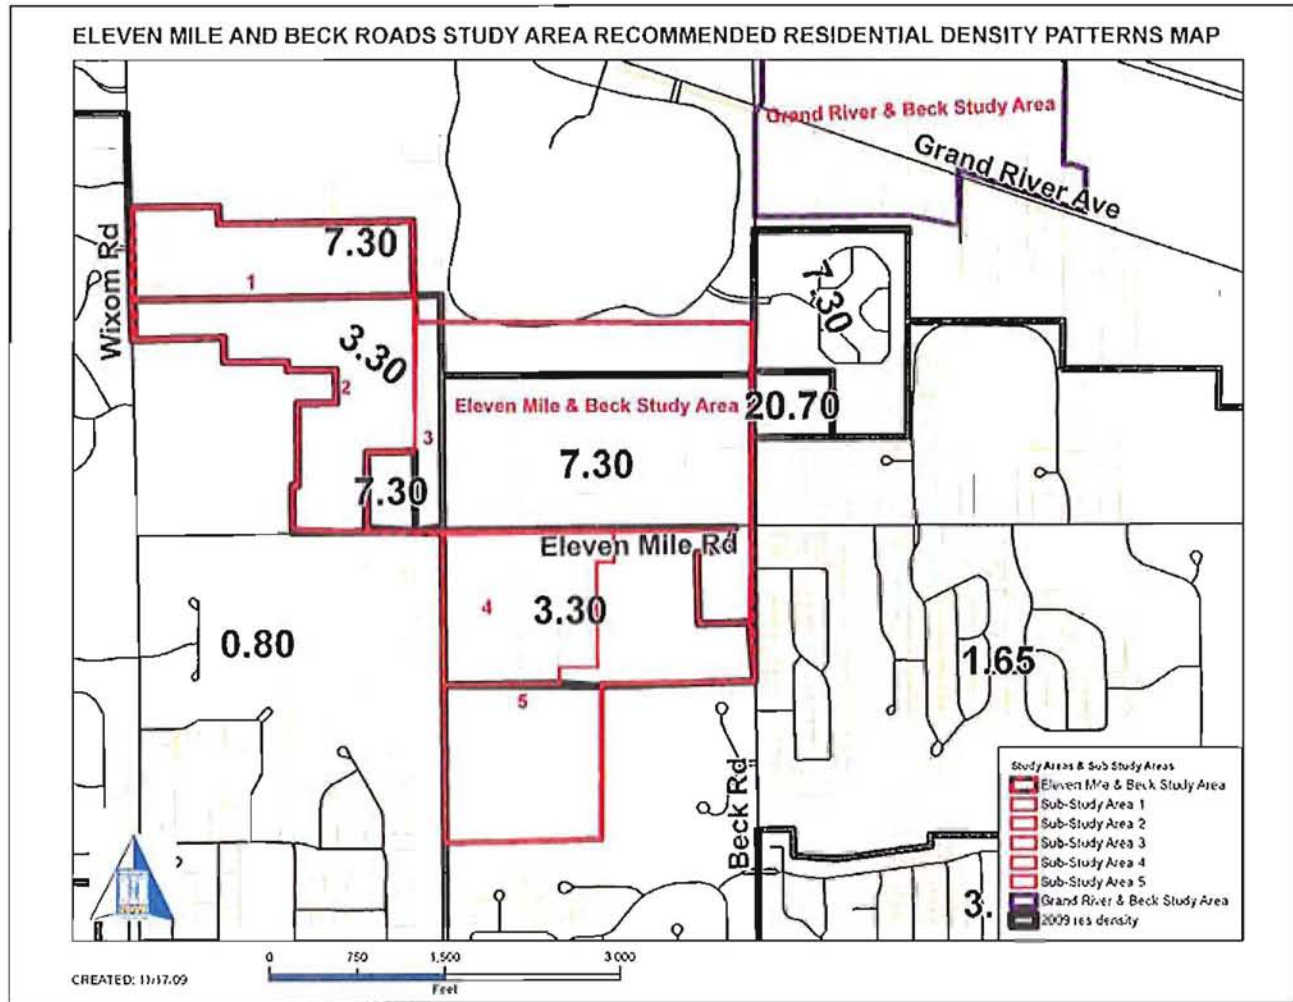 ELEVEN MILE AND BECK ROADS STUDY AREA RECOMMENDED RESIDENTIAL DENSITY PATTERNS MAP
Grand River & Beck Study Area
Grand River Ave
Wixom Rd
7.30
1
7.30
3.30
2
Eleven Mile & Beck Study Area
20.70
3
7.30
7.30
Eleven Mile Rd
4
3.30
0.80
1.65
5
Beck Rd
3.
Study Areas & Sub Study Areas
Eleven Mile & Beck Study Area
Sub-Study Area 1
Sub-Study Area 2
Sub-Study Area 3
Sub-Study Area 4
Sub-Study Area 5
Grand River & Beck Study Area
2009 res density
0 750 1,500 3,000
Feet
CREATED: 11/17/09